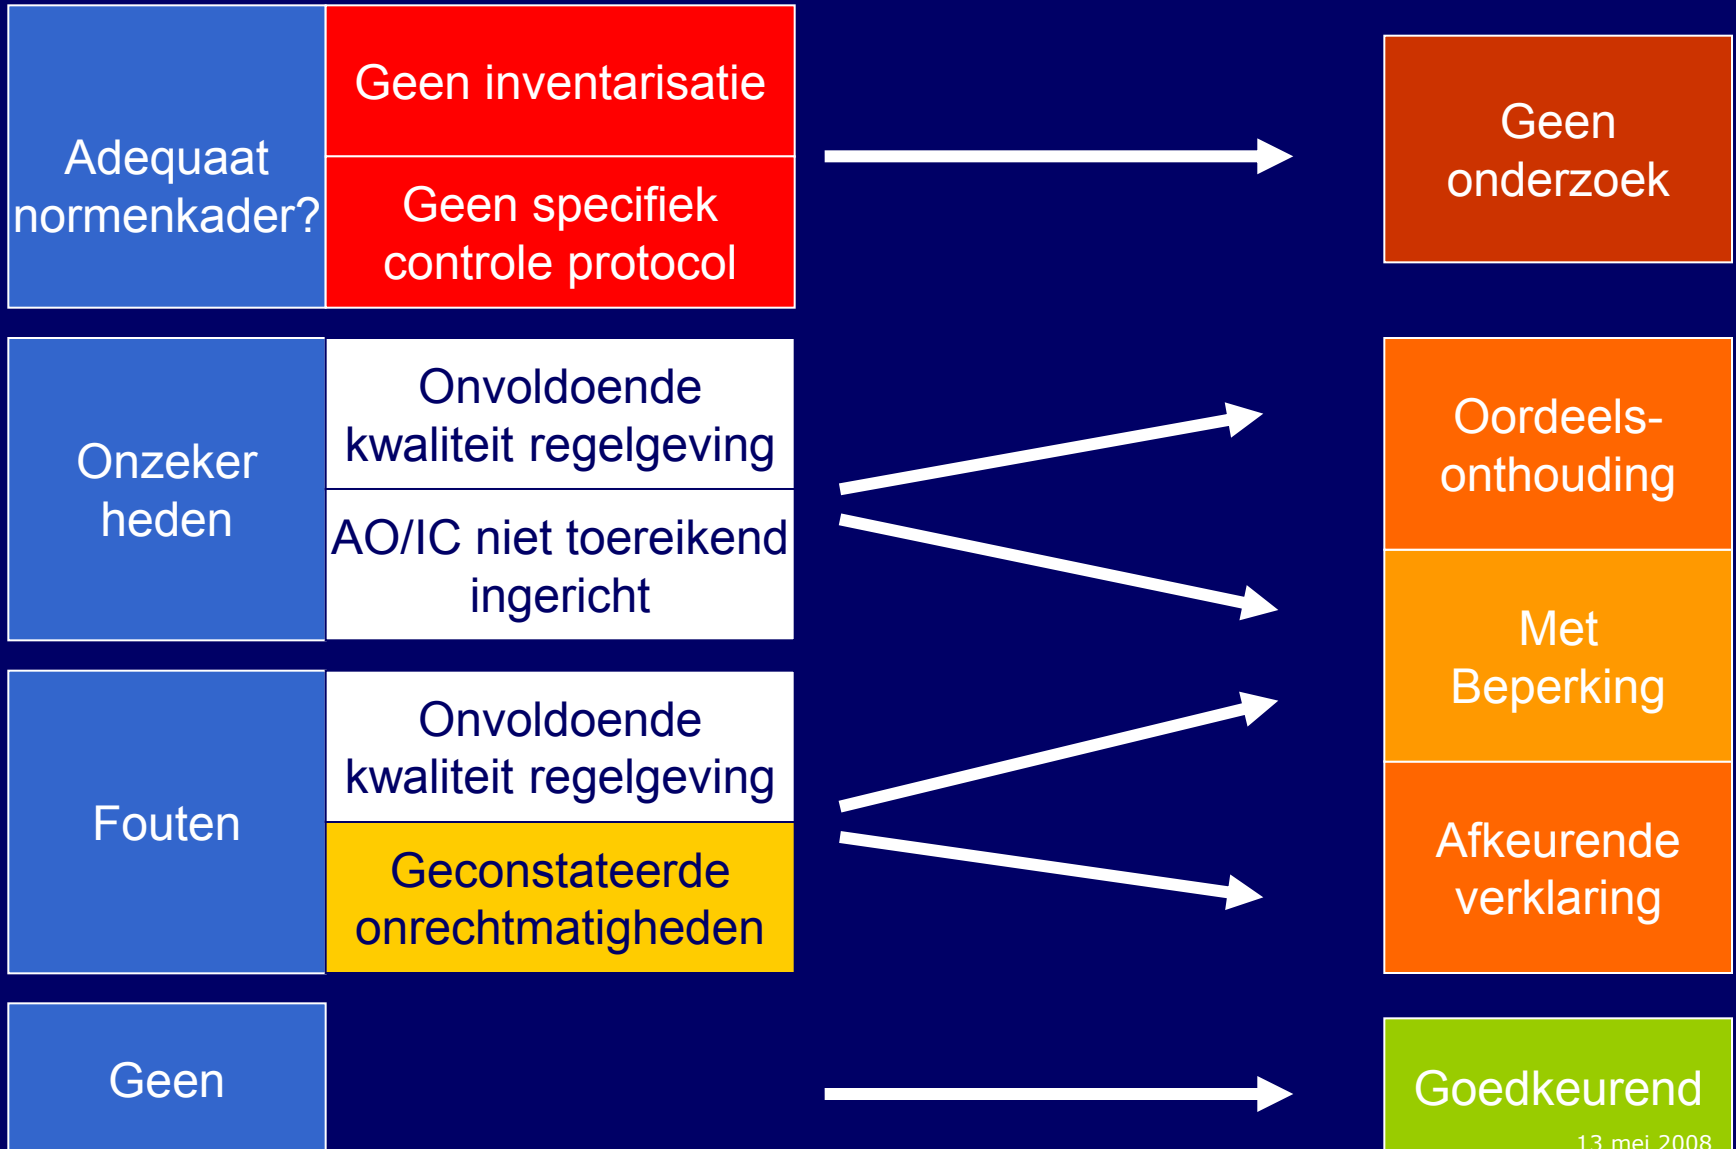 Adequaat
normenkader?
Geen inventarisatie
Geen specifiek
controle protocol
Geen
onderzoek
Onzeker
heden
Onvoldoende
kwaliteit regelgeving
AO/IC niet toereikend
ingericht
Oordeels-
onthouding
Met
Beperking
Fouten
Onvoldoende
kwaliteit regelgeving
Geconstateerde
onrechtmatigheden
Afkeurende
verklaring
Geen
Goedkeurend
13 mei 2008